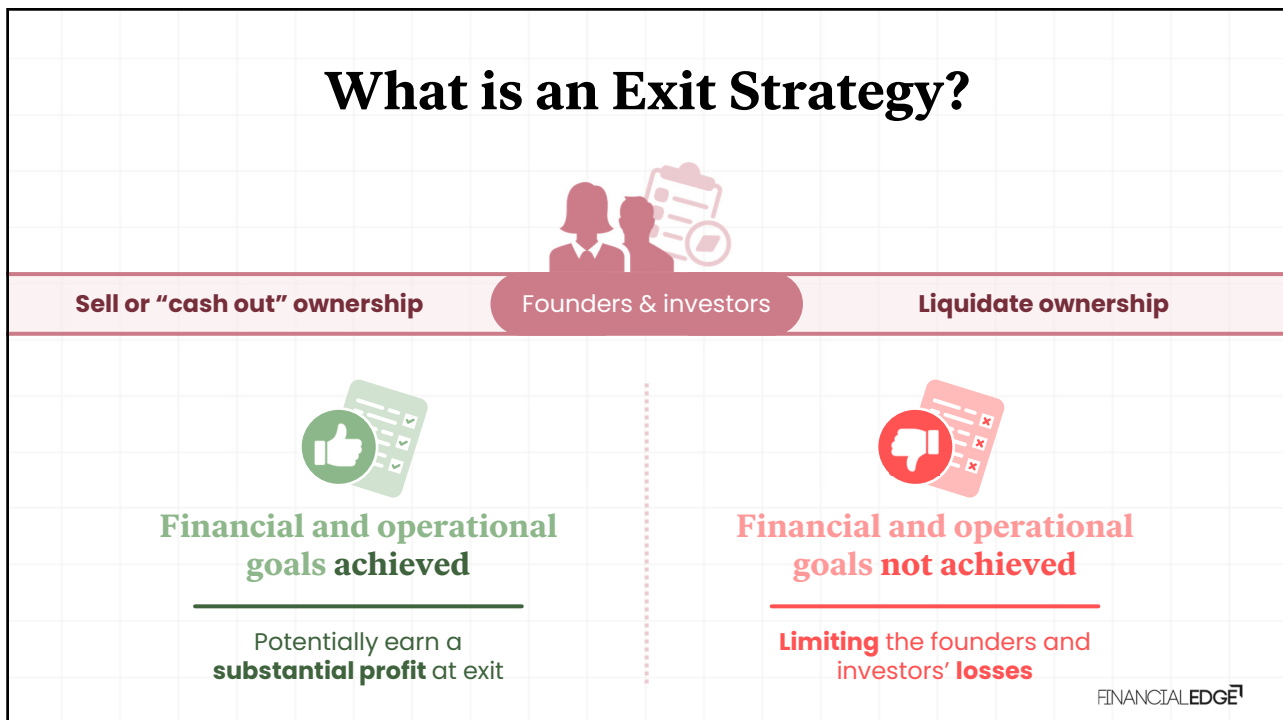 What is an Exit Strategy?
Sell or “cash out” ownership
Founders & investors
Liquidate ownership
Financial and operational
goals achieved
Potentially earn a
substantial profit at exit
Financial and operational
goals not achieved
Limiting the founders and
investors’ losses
FINANCIALEDGE